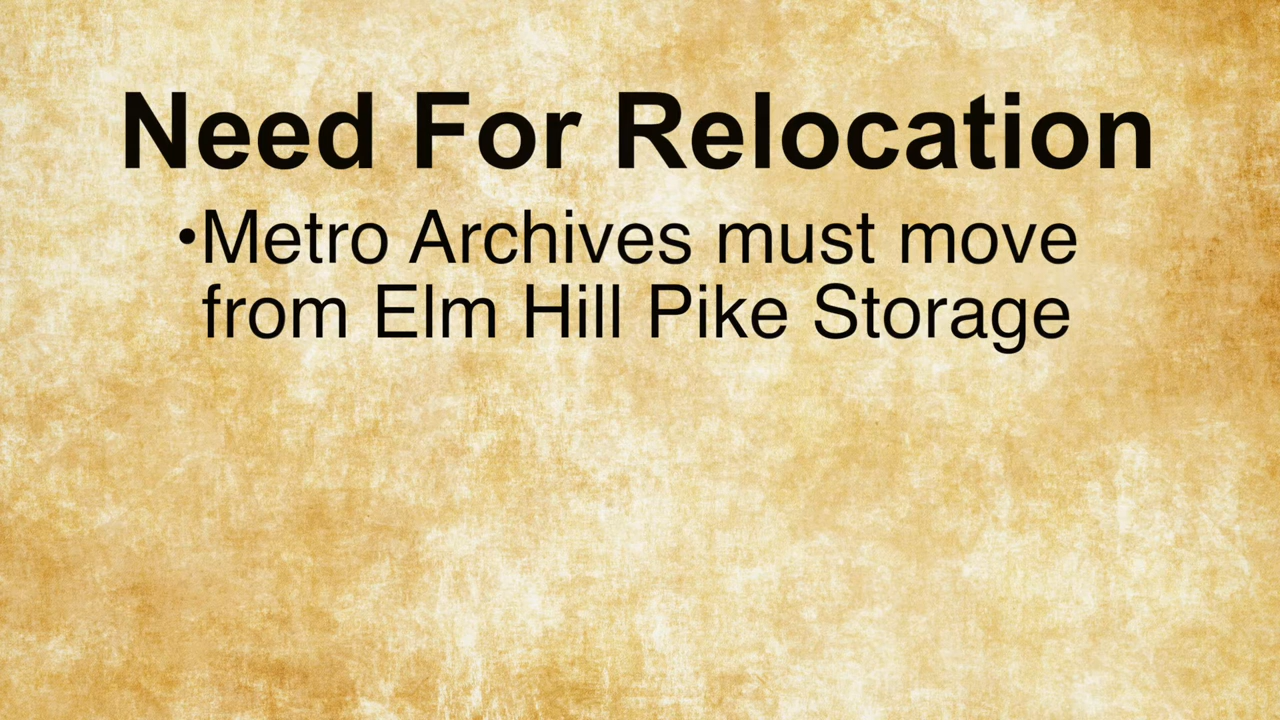 Need For Relocation
•Metro Archives must move
from Elm Hill Pike Storage